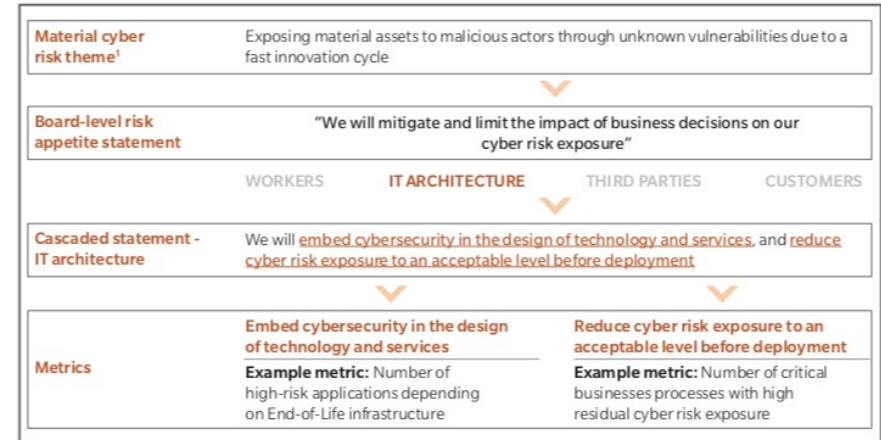 Material cyber
risk theme¹
Exposing material assets to malicious actors through unknown vulnerabilities due to a
fast innovation cycle
Board-level risk
appetite statement
“We will mitigate and limit the impact of business decisions on our
cyber risk exposure”
WORKERS IT ARCHITECTURE THIRD PARTIES CUSTOMERS
Cascaded statement -
IT architecture
We will embed cybersecurity in the design of technology and services, and reduce
cyber risk exposure to an acceptable level before deployment
Metrics
Embed cybersecurity in the design
of technology and services
Example metric: Number of
high-risk applications depending
on End-of-Life infrastructure
Reduce cyber risk exposure to an
acceptable level before deployment
Example metric: Number of critical
businesses processes with high
residual cyber risk exposure